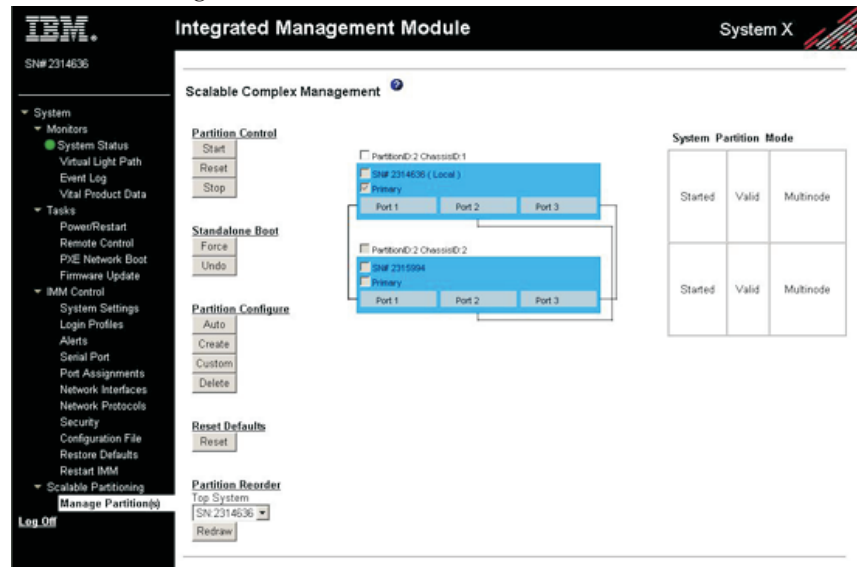 IBM.
Integrated Management Module
System X
SN# 2314636
System
Monitors
System Status
Virtual Light Path
Event Log
Vital Product Data
Tasks
Power/Restart
Remote Control
PXE Network Boot
Firmware Update
IMM Control
System Settings
Login Profiles
Alerts
Serial Port
Port Assignments
Network Interfaces
Network Protocols
Security
Configuration File
Restore Defaults
Restart IMM
Scalable Partitioning
Manage Partition(s)
Log Off
Scalable Complex Management ?
Partition Control
Start
Reset
Stop
Standalone Boot
Force
Undo
Partition Configure
Auto
Create
Custom
Delete
Reset Defaults
Reset
Partition Reorder
Top System
SN:2314636
Redraw
PartitionID:2 ChassisID:1
SN# 2314636 ( Local )
Primary
Port 1 Port 2 Port 3
PartitionID:2 ChassisID:2
SN# 2315994
Primary
Port 1 Port 2 Port 3
System Partition Mode
Started Valid Multinode
Started Valid Multinode